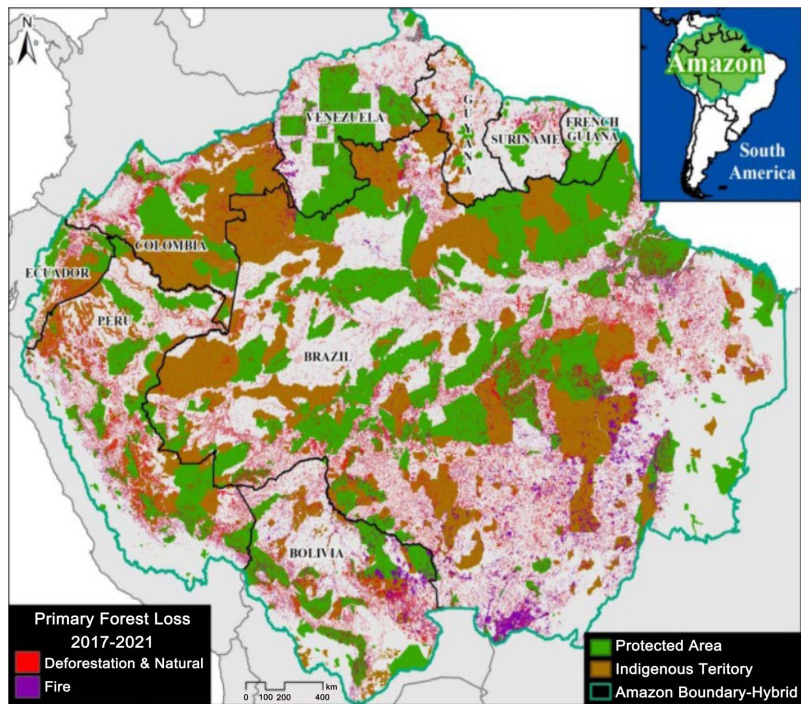 N
VENEZUELA
GUYANA
SURINAME
FRENCH
GUIANA
Amazon
South
America
COLOMBIA
ECUADOR
PERU
BRAZIL
BOLIVIA
Primary Forest Loss
2017-2021
Deforestation & Natural
Fire
0 100 200 400 km
Protected Area
Indigenous Teritory
Amazon Boundary-Hybrid